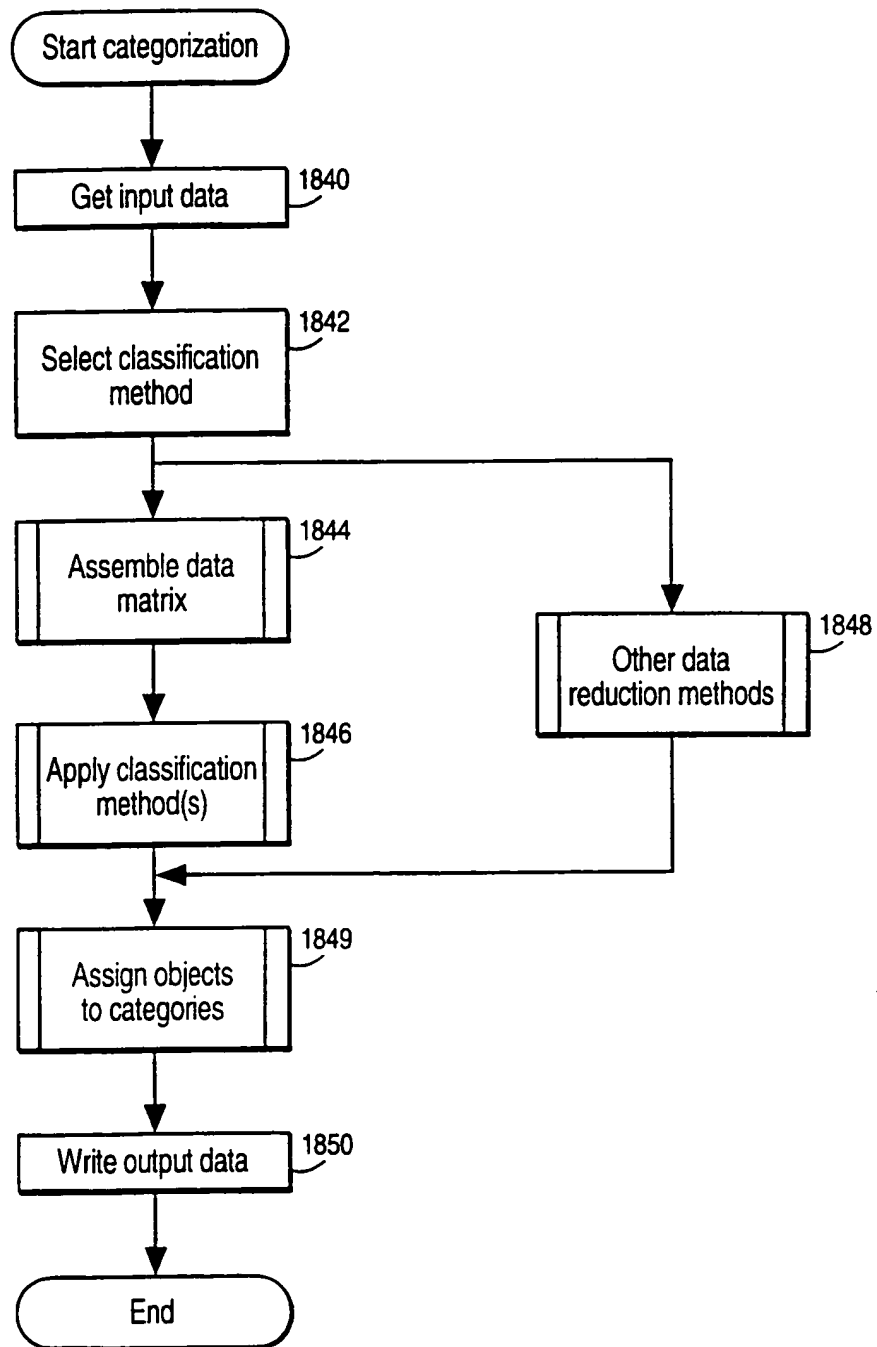 Start categorization
Get input data
1840
Select classification
method
1842
Assemble data
matrix
1844
Other data
reduction methods
1848
Apply classification
method(s)
1846
Assign objects
to categories
1849
Write output data
1850
End